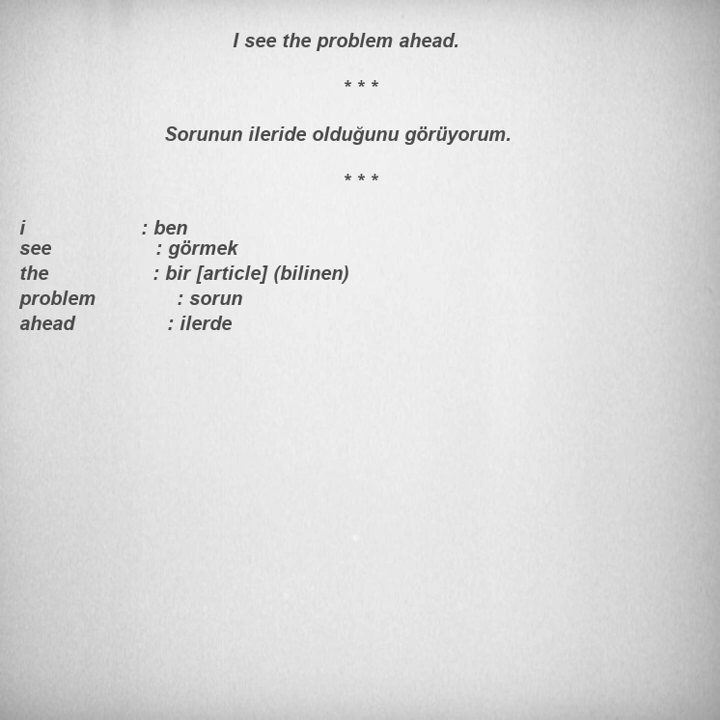 I see the problem ahead.
* * *
Sorunun ileride olduğunu görüyorum.
* * *
i : ben
see : görmek
the : bir [article] (bilinen)
problem : sorun
ahead : ilerde